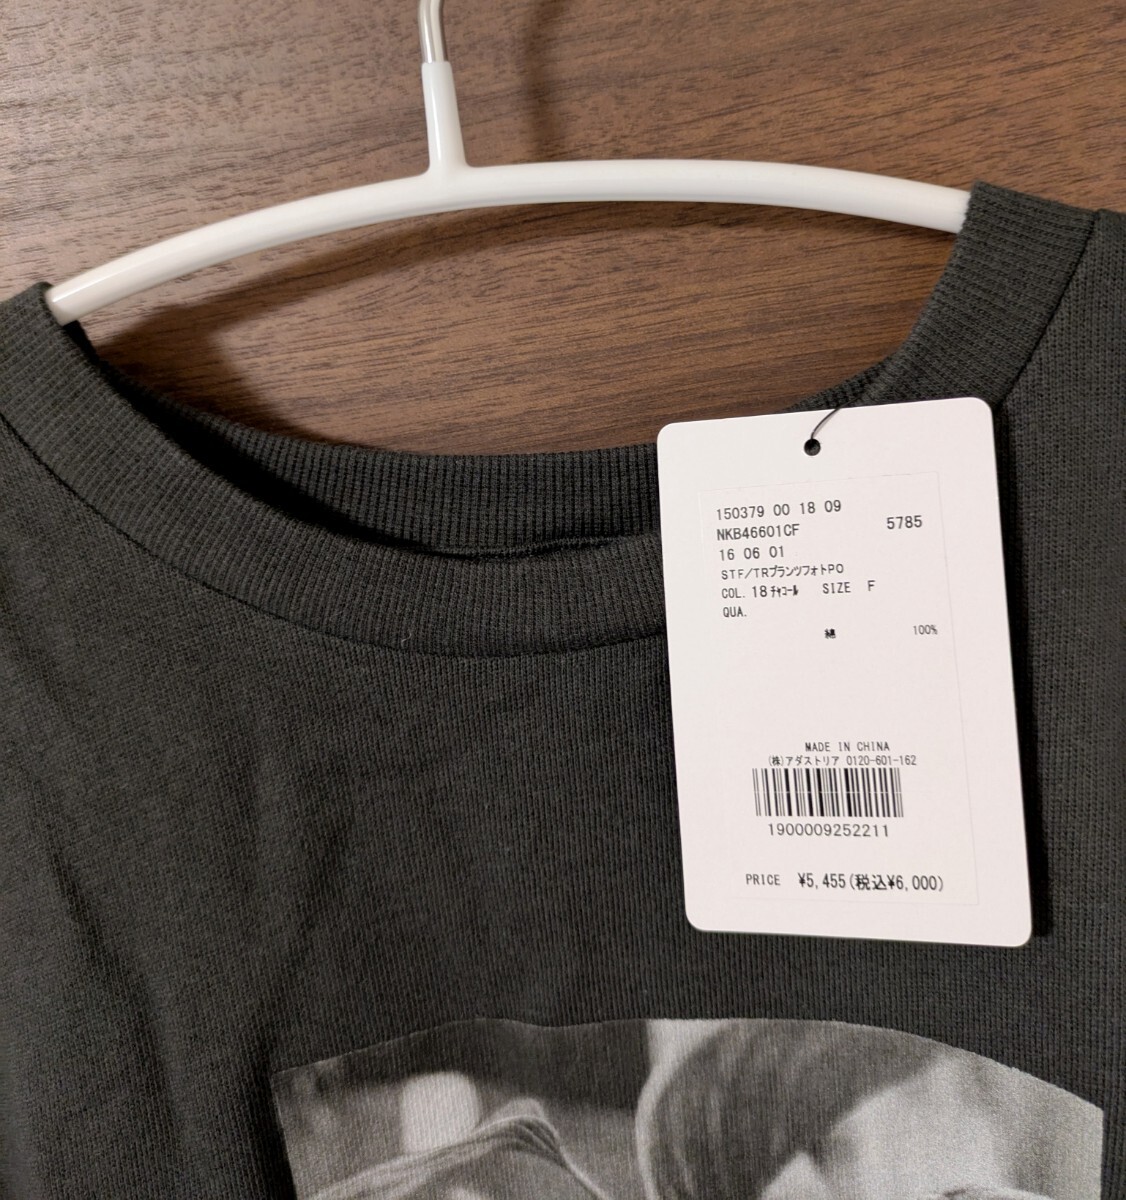 150379 00 18 09
NKB46601CF 5785
16 06 01
STF/TRプランツフォトPO
COL. 18 ﾁｬｺｰﾙ SIZE F
QUA.
綿 100%
MADE IN CHINA
(株)アダストリア 0120-601-162
1900009252211
PRICE ¥5,455(税込¥6,000)